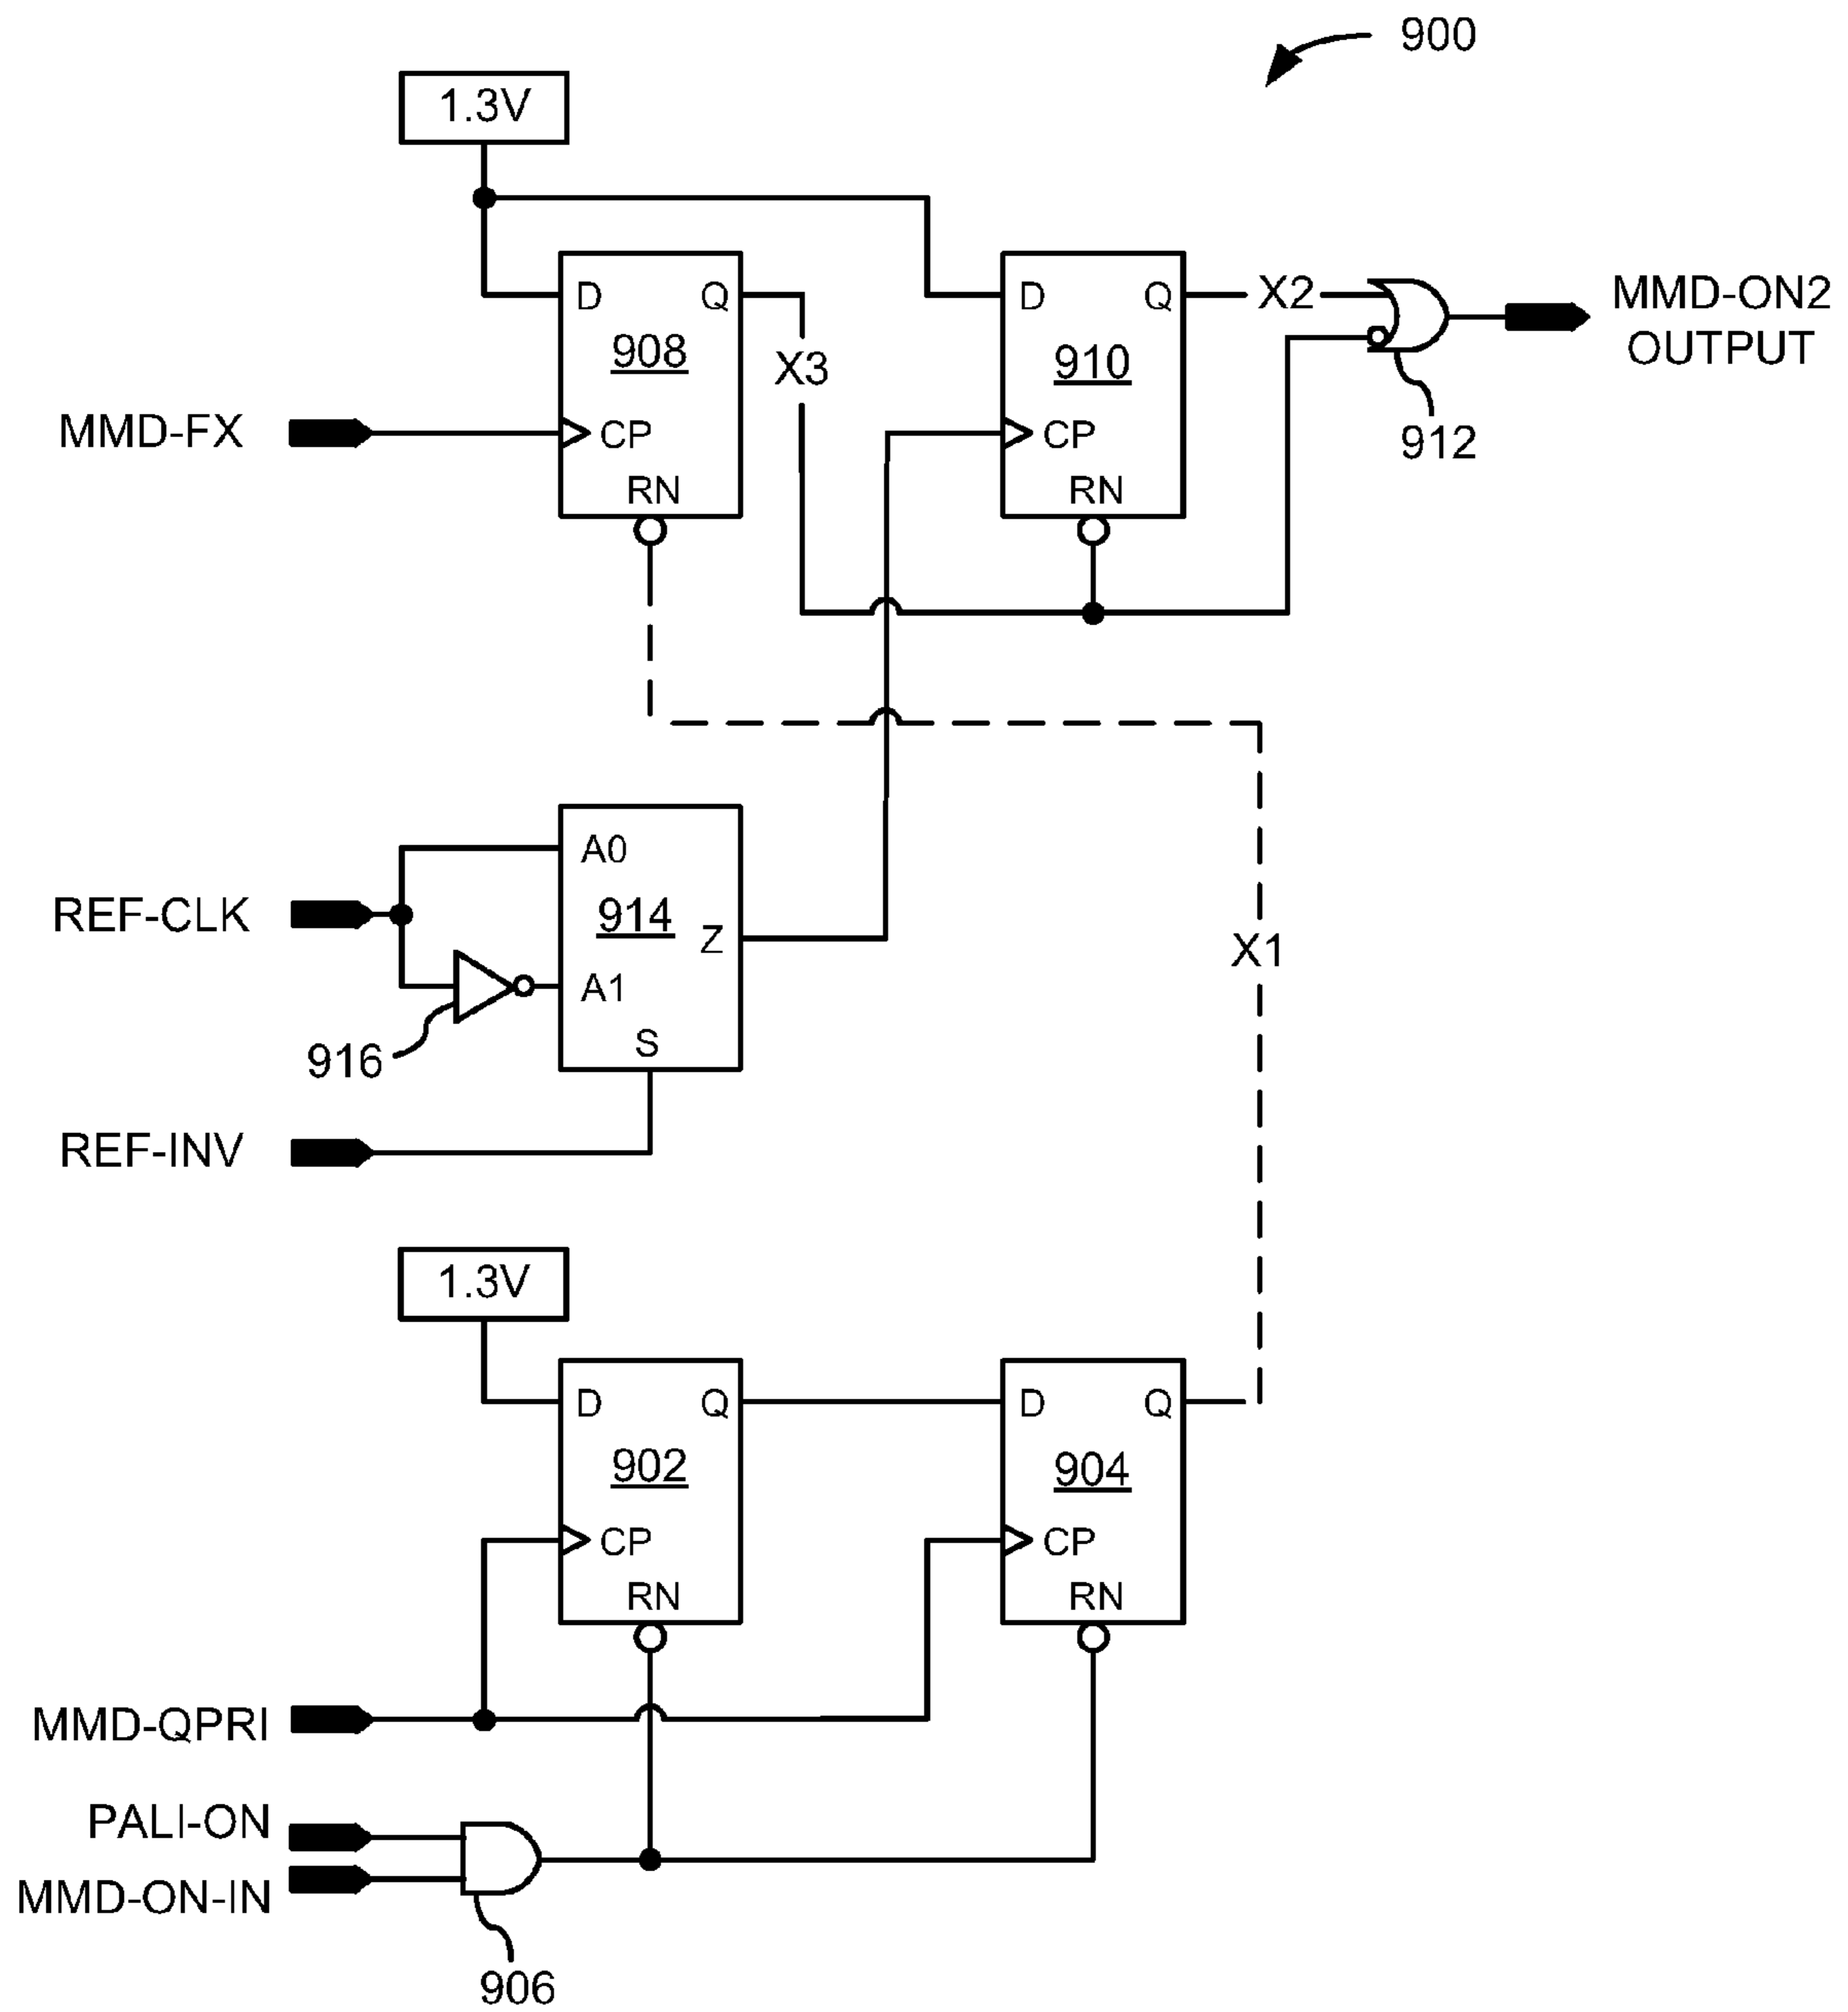 900
1.3V
D Q
908
CP
RN
X3
D Q
910
CP
RN
X2
912
MMD-ON2
OUTPUT
MMD-FX
REF-CLK
A0
914
Z
A1
S
916
X1
REF-INV
1.3V
D Q
902
CP
RN
D Q
904
CP
RN
MMD-QPRI
PALI-ON
MMD-ON-IN
906